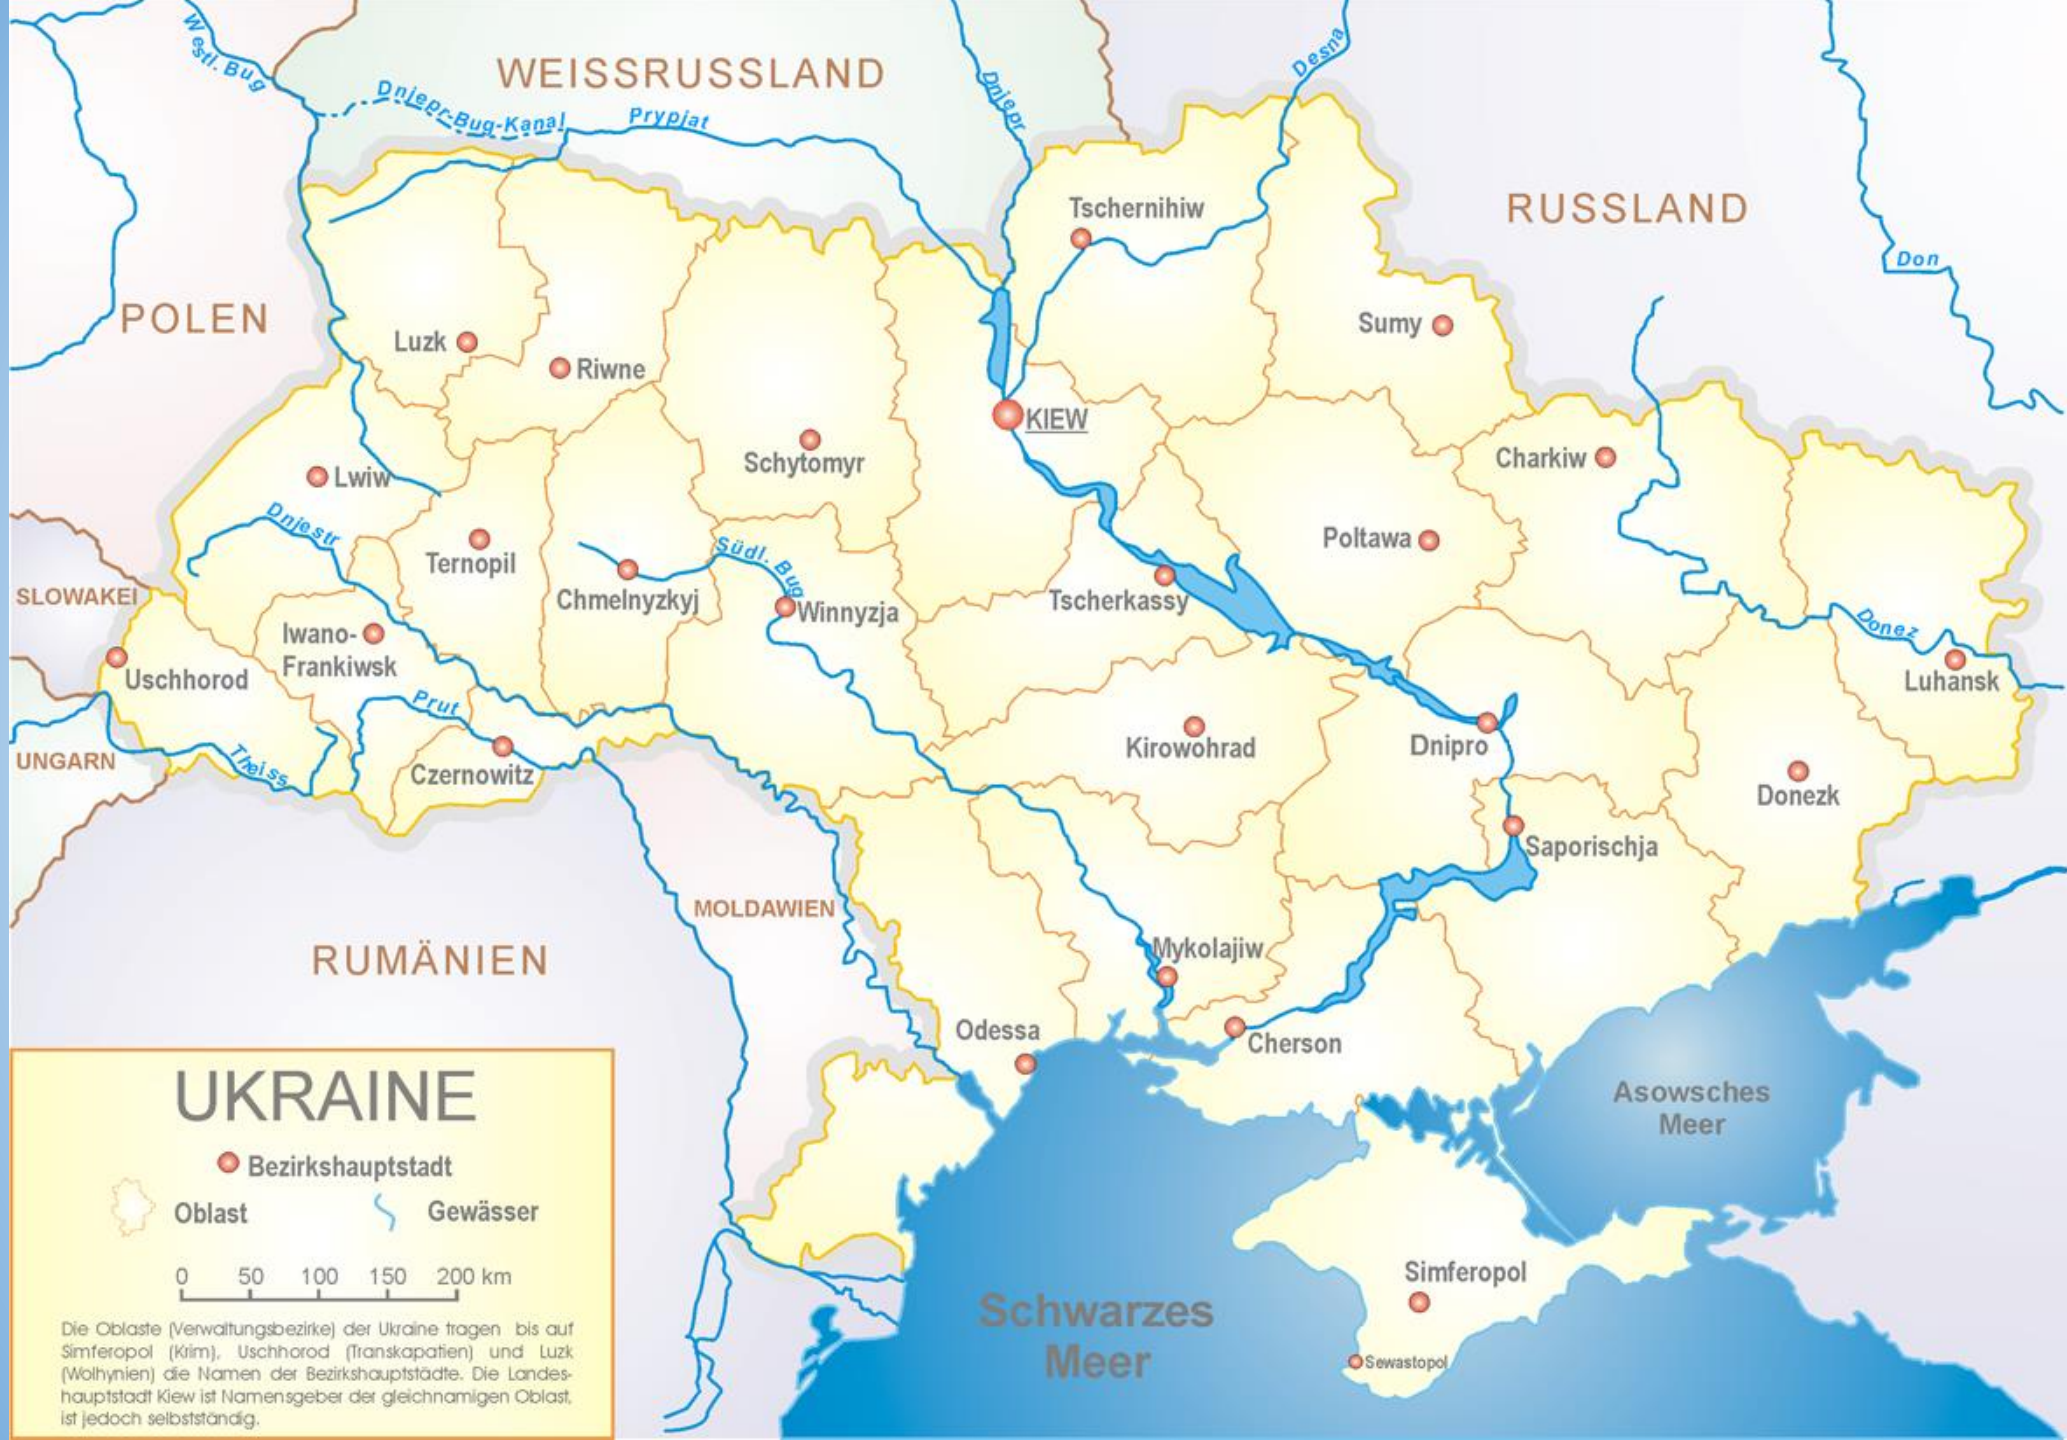 Westl. Bug
WEISSRUSSLAND
Dnjepr-Bug-Kanal
Prypjat
Dnjepr
Desna
Tschernihiw
RUSSLAND
Don
POLEN
Luzk
Riwne
Sumy
KIEW
Schytomyr
Charkiw
Lwiw
Dnjestr
Ternopil
Poltawa
Südl. Bug
SLOWAKEI
Chmelnyzkyj
Winnyzja
Tscherkassy
Donez
Iwano-
Frankiwsk
Uschhorod
Luhansk
Prut
UNGARN
Theiss
Czernowitz
Kirowohrad
Dnipro
Donezk
Saporischja
MOLDAWIEN
RUMÄNIEN
Mykolajiw
Odessa
Cherson
Asowsches
Meer
Simferopol
Schwarzes
Meer
Sewastopol
UKRAINE
Bezirkshauptstadt
Oblast
Gewässer
0 50 100 150 200 km
Die Oblaste (Verwaltungsbezirke) der Ukraine tragen bis auf
Simferopol (Krim), Uschhorod (Transkapatien) und Luzk
(Wolhynien) die Namen der Bezirkshauptstädte. Die Landes-
hauptstadt Kiew ist Namensgeber der gleichnamigen Oblast,
ist jedoch selbstständig.